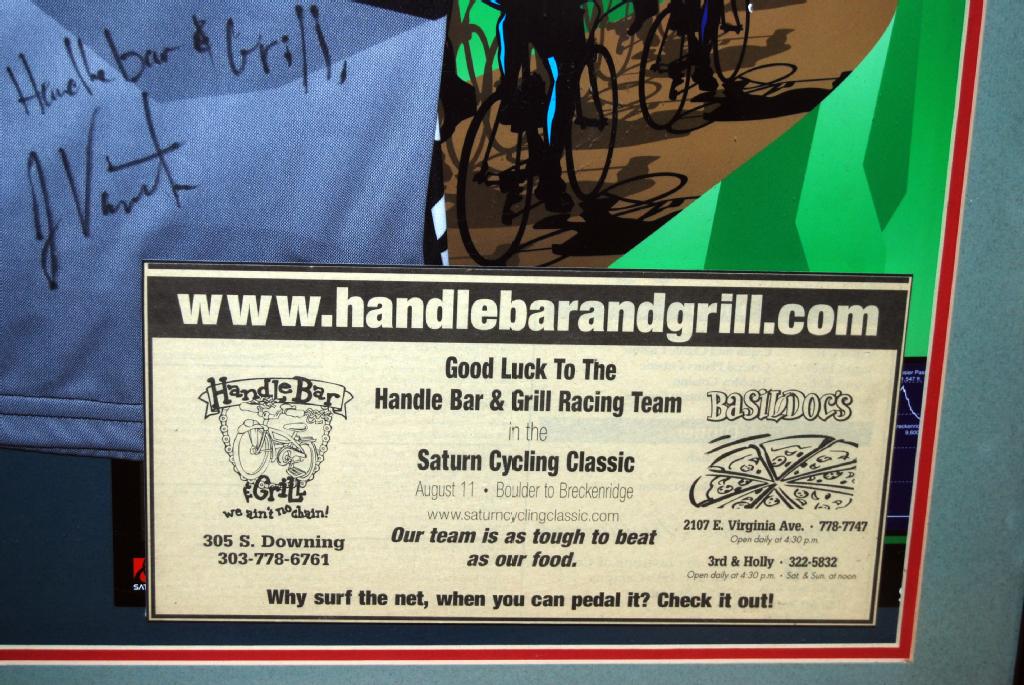 Handlebar & Grill,
www.handlebarandgrill.com
Good Luck To The
Handle Bar & Grill Racing Team
in the
Saturn Cycling Classic
August 11 • Boulder to Breckenridge
www.saturncyclingclassic.com
Our team is as tough to beat
as our food.
Handle Bar
& Grill
we ain't no chain!
305 S. Downing
303-778-6761
BaSiLDOC'S
2107 E. Virginia Ave. · 778-7747
Open daily at 4:30 p.m.
3rd & Holly · 322-5832
Open daily at 4:30 p.m. · Sat. & Sun. at noon
Why surf the net, when you can pedal it? Check it out!